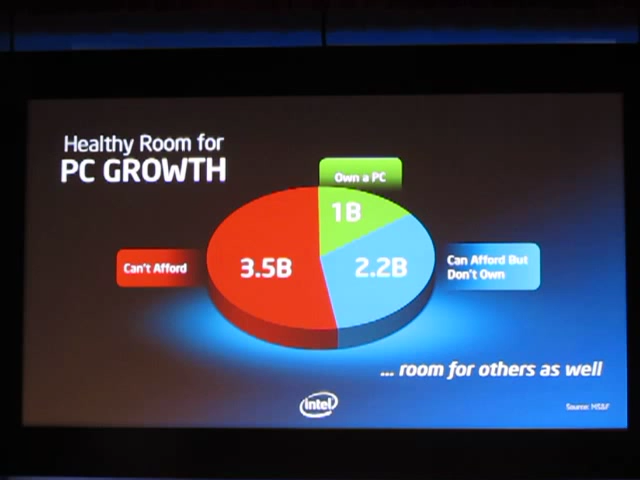 Healthy Room for
PC GROWTH
Own a PC
1B
Can't Afford
3.5B
2.2B
Can Afford But
Don't Own
... room for others as well
intel
Source: